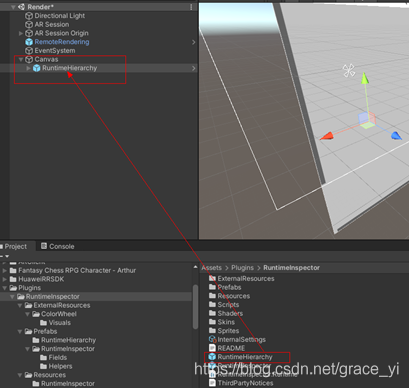 Render*
Directional Light
AR Session
AR Session Origin
RemoteRendering
EventSystem
Canvas
RuntimeHierarchy
Project
Console
Fantasy Chess RPG Character - Arthur
HuaweiRRSDK
Plugins
RuntimeInspector
ExternalResources
ColorWheel
Visuals
Prefabs
RuntimeHierarchy
RuntimeInspector
Fields
Helpers
Resources
RuntimeInspector
Assets > Plugins > RuntimeInspector
ExternalResources
Prefabs
Resources
Scripts
Shaders
Skins
Sprites
InternalSettings
README
RuntimeHierarchy
ThirdPartyNotices
https://blog.csdn.net/grace_yi